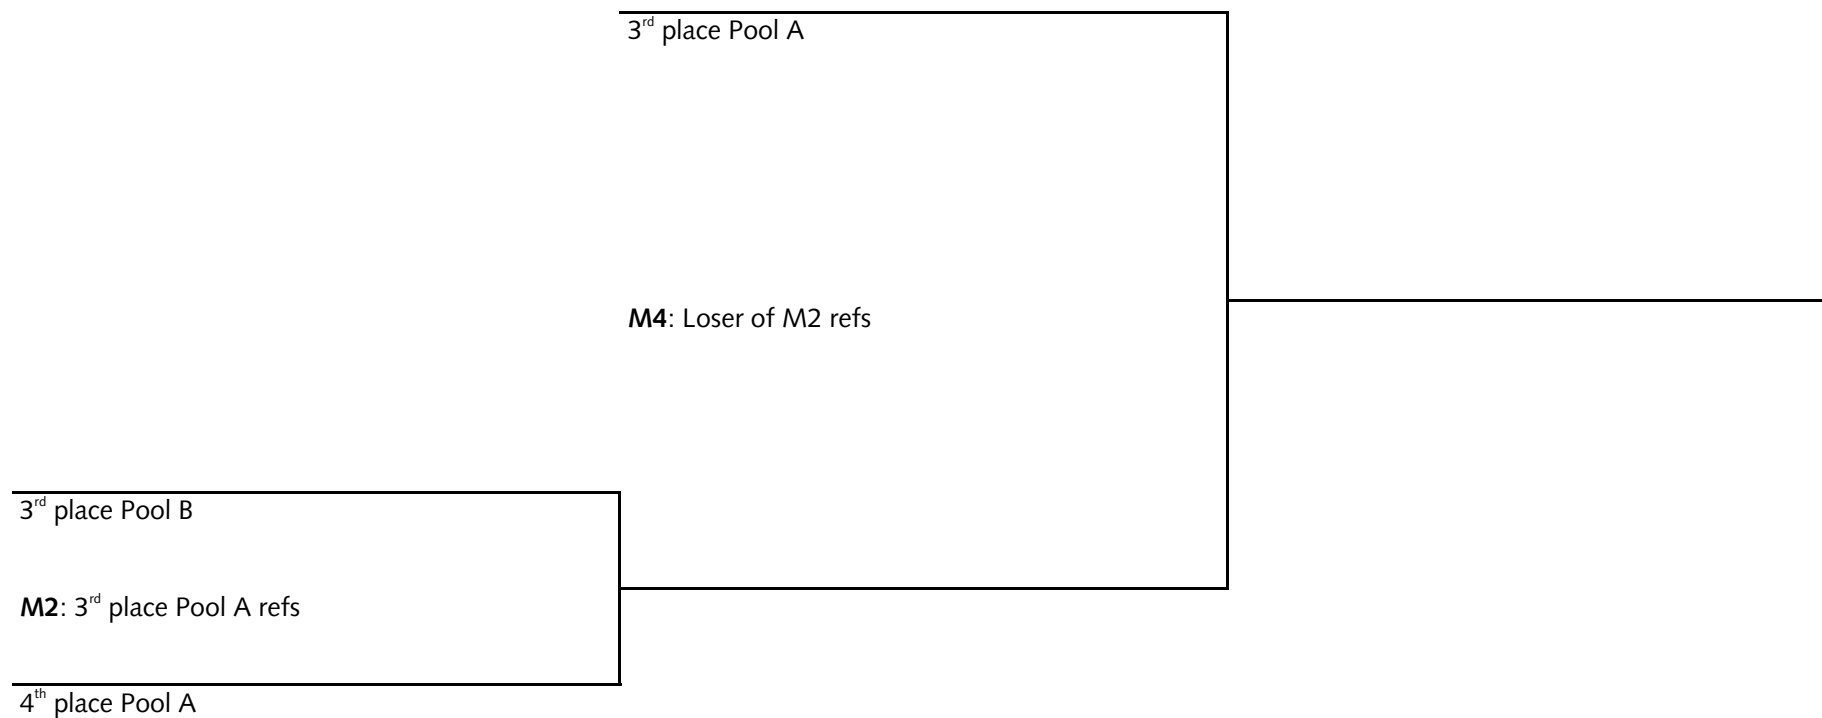 3rd place Pool A
M4: Loser of M2 refs
3rd place Pool B
M2: 3rd place Pool A refs
4th place Pool A